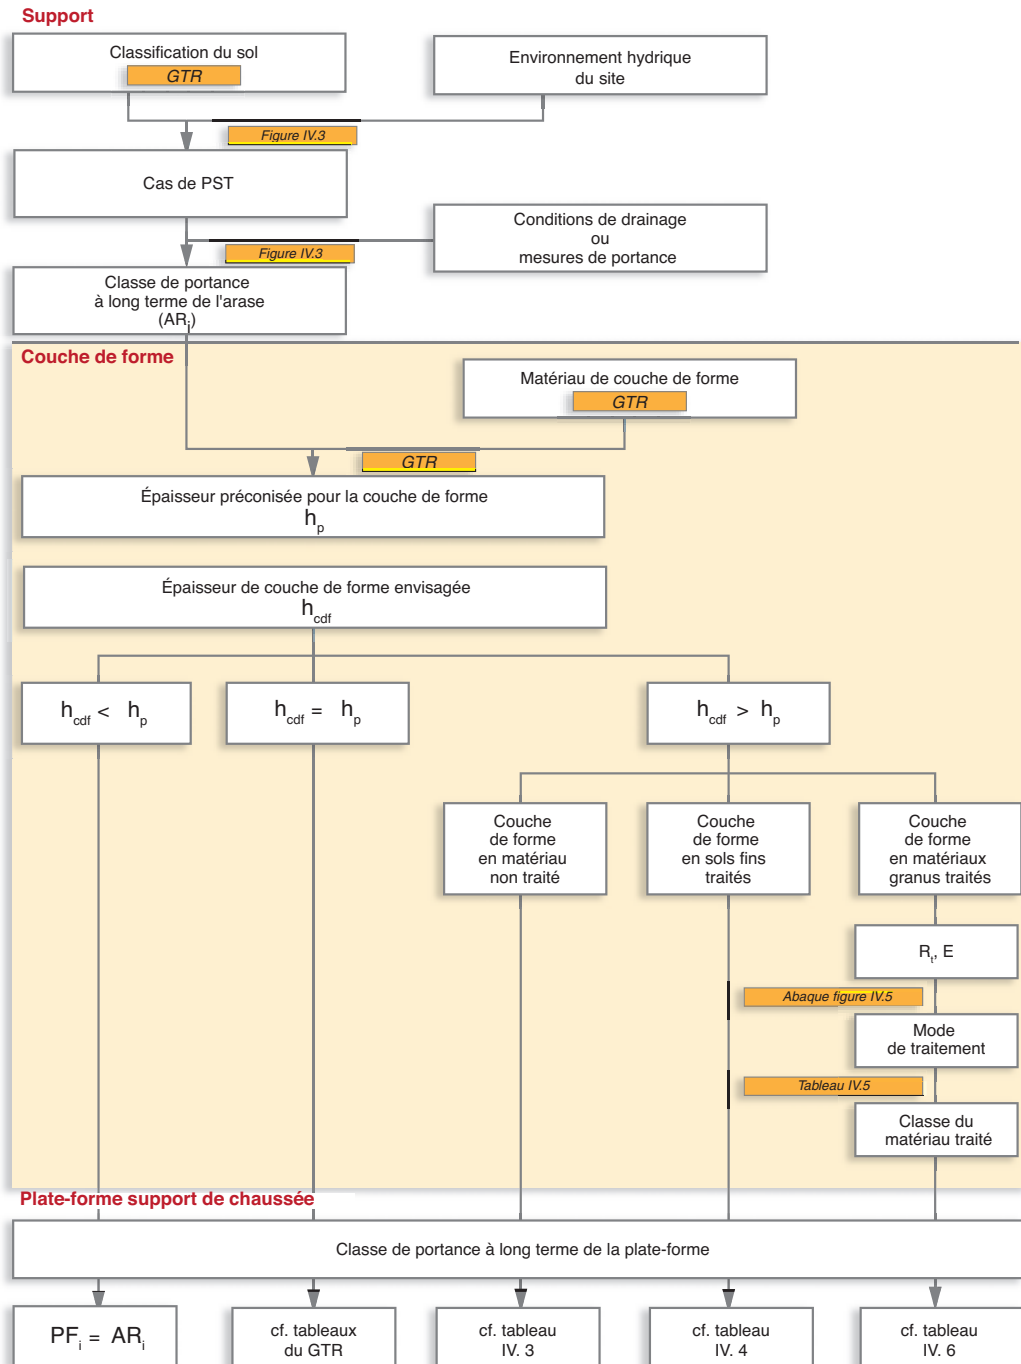 Support
Classification du sol
GTR
Environnement hydrique
du site
Figure IV.3
Cas de PST
Conditions de drainage
ou
mesures de portance
Figure IV.3
Classe de portance
à long terme de l'arase
(ARi)
Couche de forme
Matériau de couche de forme
GTR
GTR
Épaisseur préconisée pour la couche de forme
hp
Épaisseur de couche de forme envisagée
hcdf
hcdf < hp
hcdf = hp
hcdf > hp
Couche
de forme
en matériau
non traité
Couche
de forme
en sols fins
traités
Couche
de forme
en matériaux
granus traités
Rt, E
Abaque figure IV.5
Mode
de traitement
Tableau IV.5
Classe du
matériau traité
Plate-forme support de chaussée
Classe de portance à long terme de la plate-forme
PFi = ARi
cf. tableaux
du GTR
cf. tableau
IV. 3
cf. tableau
IV. 4
cf. tableau
IV. 6